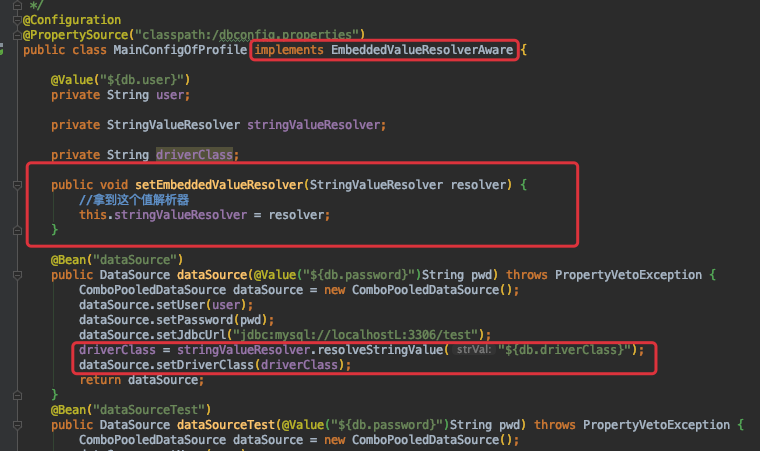 */
@Configuration
@PropertySource("classpath:/dbconfig.properties")
public class MainConfigOfProfile implements EmbeddedValueResolverAware {
@Value("${db.user}")
private String user;
private StringValueResolver stringValueResolver;
private String driverClass;
public void setEmbeddedValueResolver(StringValueResolver resolver) {
//拿到这个值解析器
this.stringValueResolver = resolver;
}
@Bean("dataSource")
public DataSource dataSource(@Value("${db.password}")String pwd) throws PropertyVetoException {
ComboPooledDataSource dataSource = new ComboPooledDataSource();
dataSource.setUser(user);
dataSource.setPassword(pwd);
dataSource.setJdbcUrl("jdbc:mysql://localhostL:3306/test");
driverClass = stringValueResolver.resolveStringValue( strVal: "${db.driverClass}");
dataSource.setDriverClass(driverClass);
return dataSource;
}
@Bean("dataSourceTest")
public DataSource dataSourceTest(@Value("${db.password}")String pwd) throws PropertyVetoException {
ComboPooledDataSource dataSource = new ComboPooledDataSource();